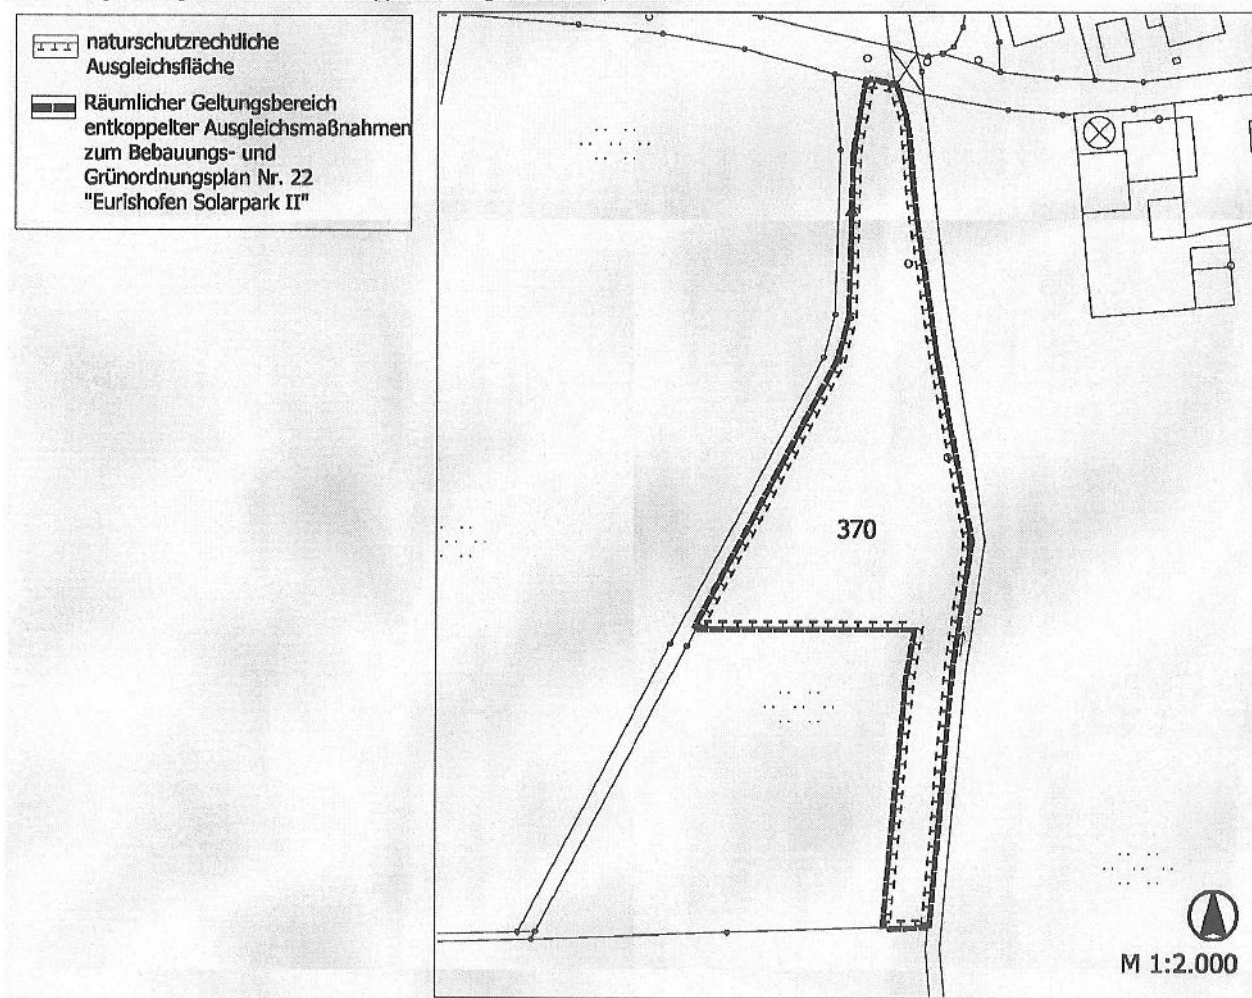 naturschutzrechtliche
Ausgleichsfläche
Räumlicher Geltungsbereich
entkoppelter Ausgleichsmaßnahmen
zum Bebauungs- und
Grünordnungsplan Nr. 22
"Eurishofen Solarpark II"
370
M 1:2.000